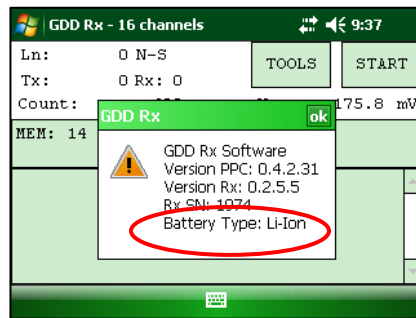 GDD Rx - 16 channels 9:37
Ln: 0 N-S
TOOLS START
Tx: 0 Rx: 0
Count: 175.8 mV
GDD Rx ok
MEM: 14
GDD Rx Software
Version PPC: 0.4.2.31
Version Rx: 0.2.5.5
Rx SN: 1074
Battery Type: Li-Ion